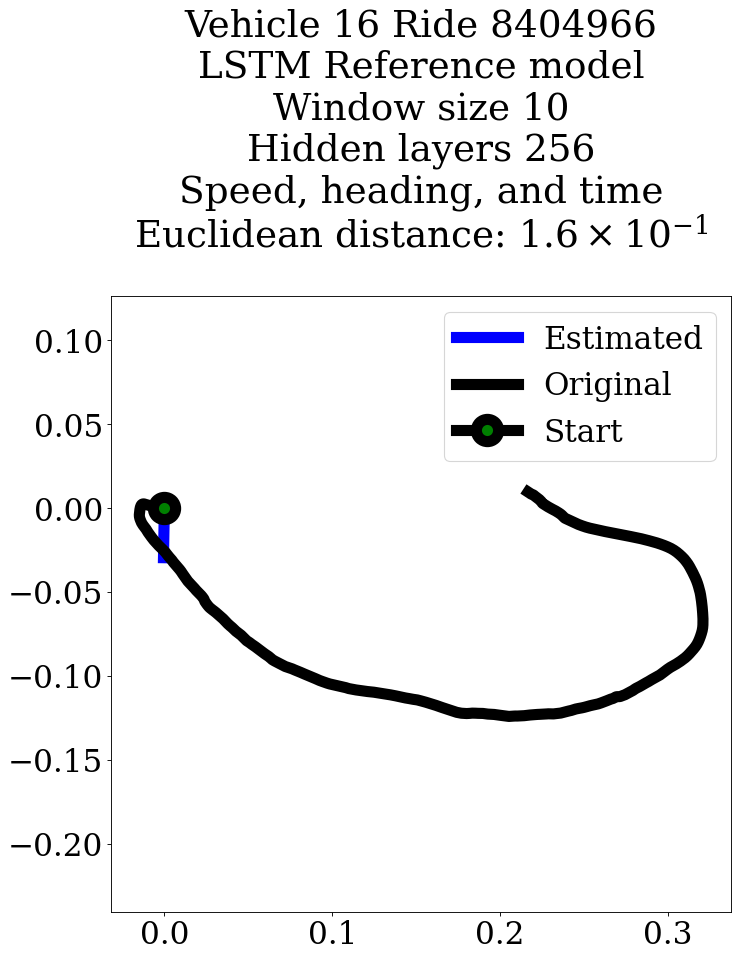 Vehicle 16 Ride 8404966
LSTM Reference model
Window size 10
Hidden layers 256
Speed, heading, and time
Euclidean distance: 1.6 × 10⁻¹
Estimated
Original
Start
0.10
0.05
0.00
−0.05
−0.10
−0.15
−0.20
0.0 0.1 0.2 0.3